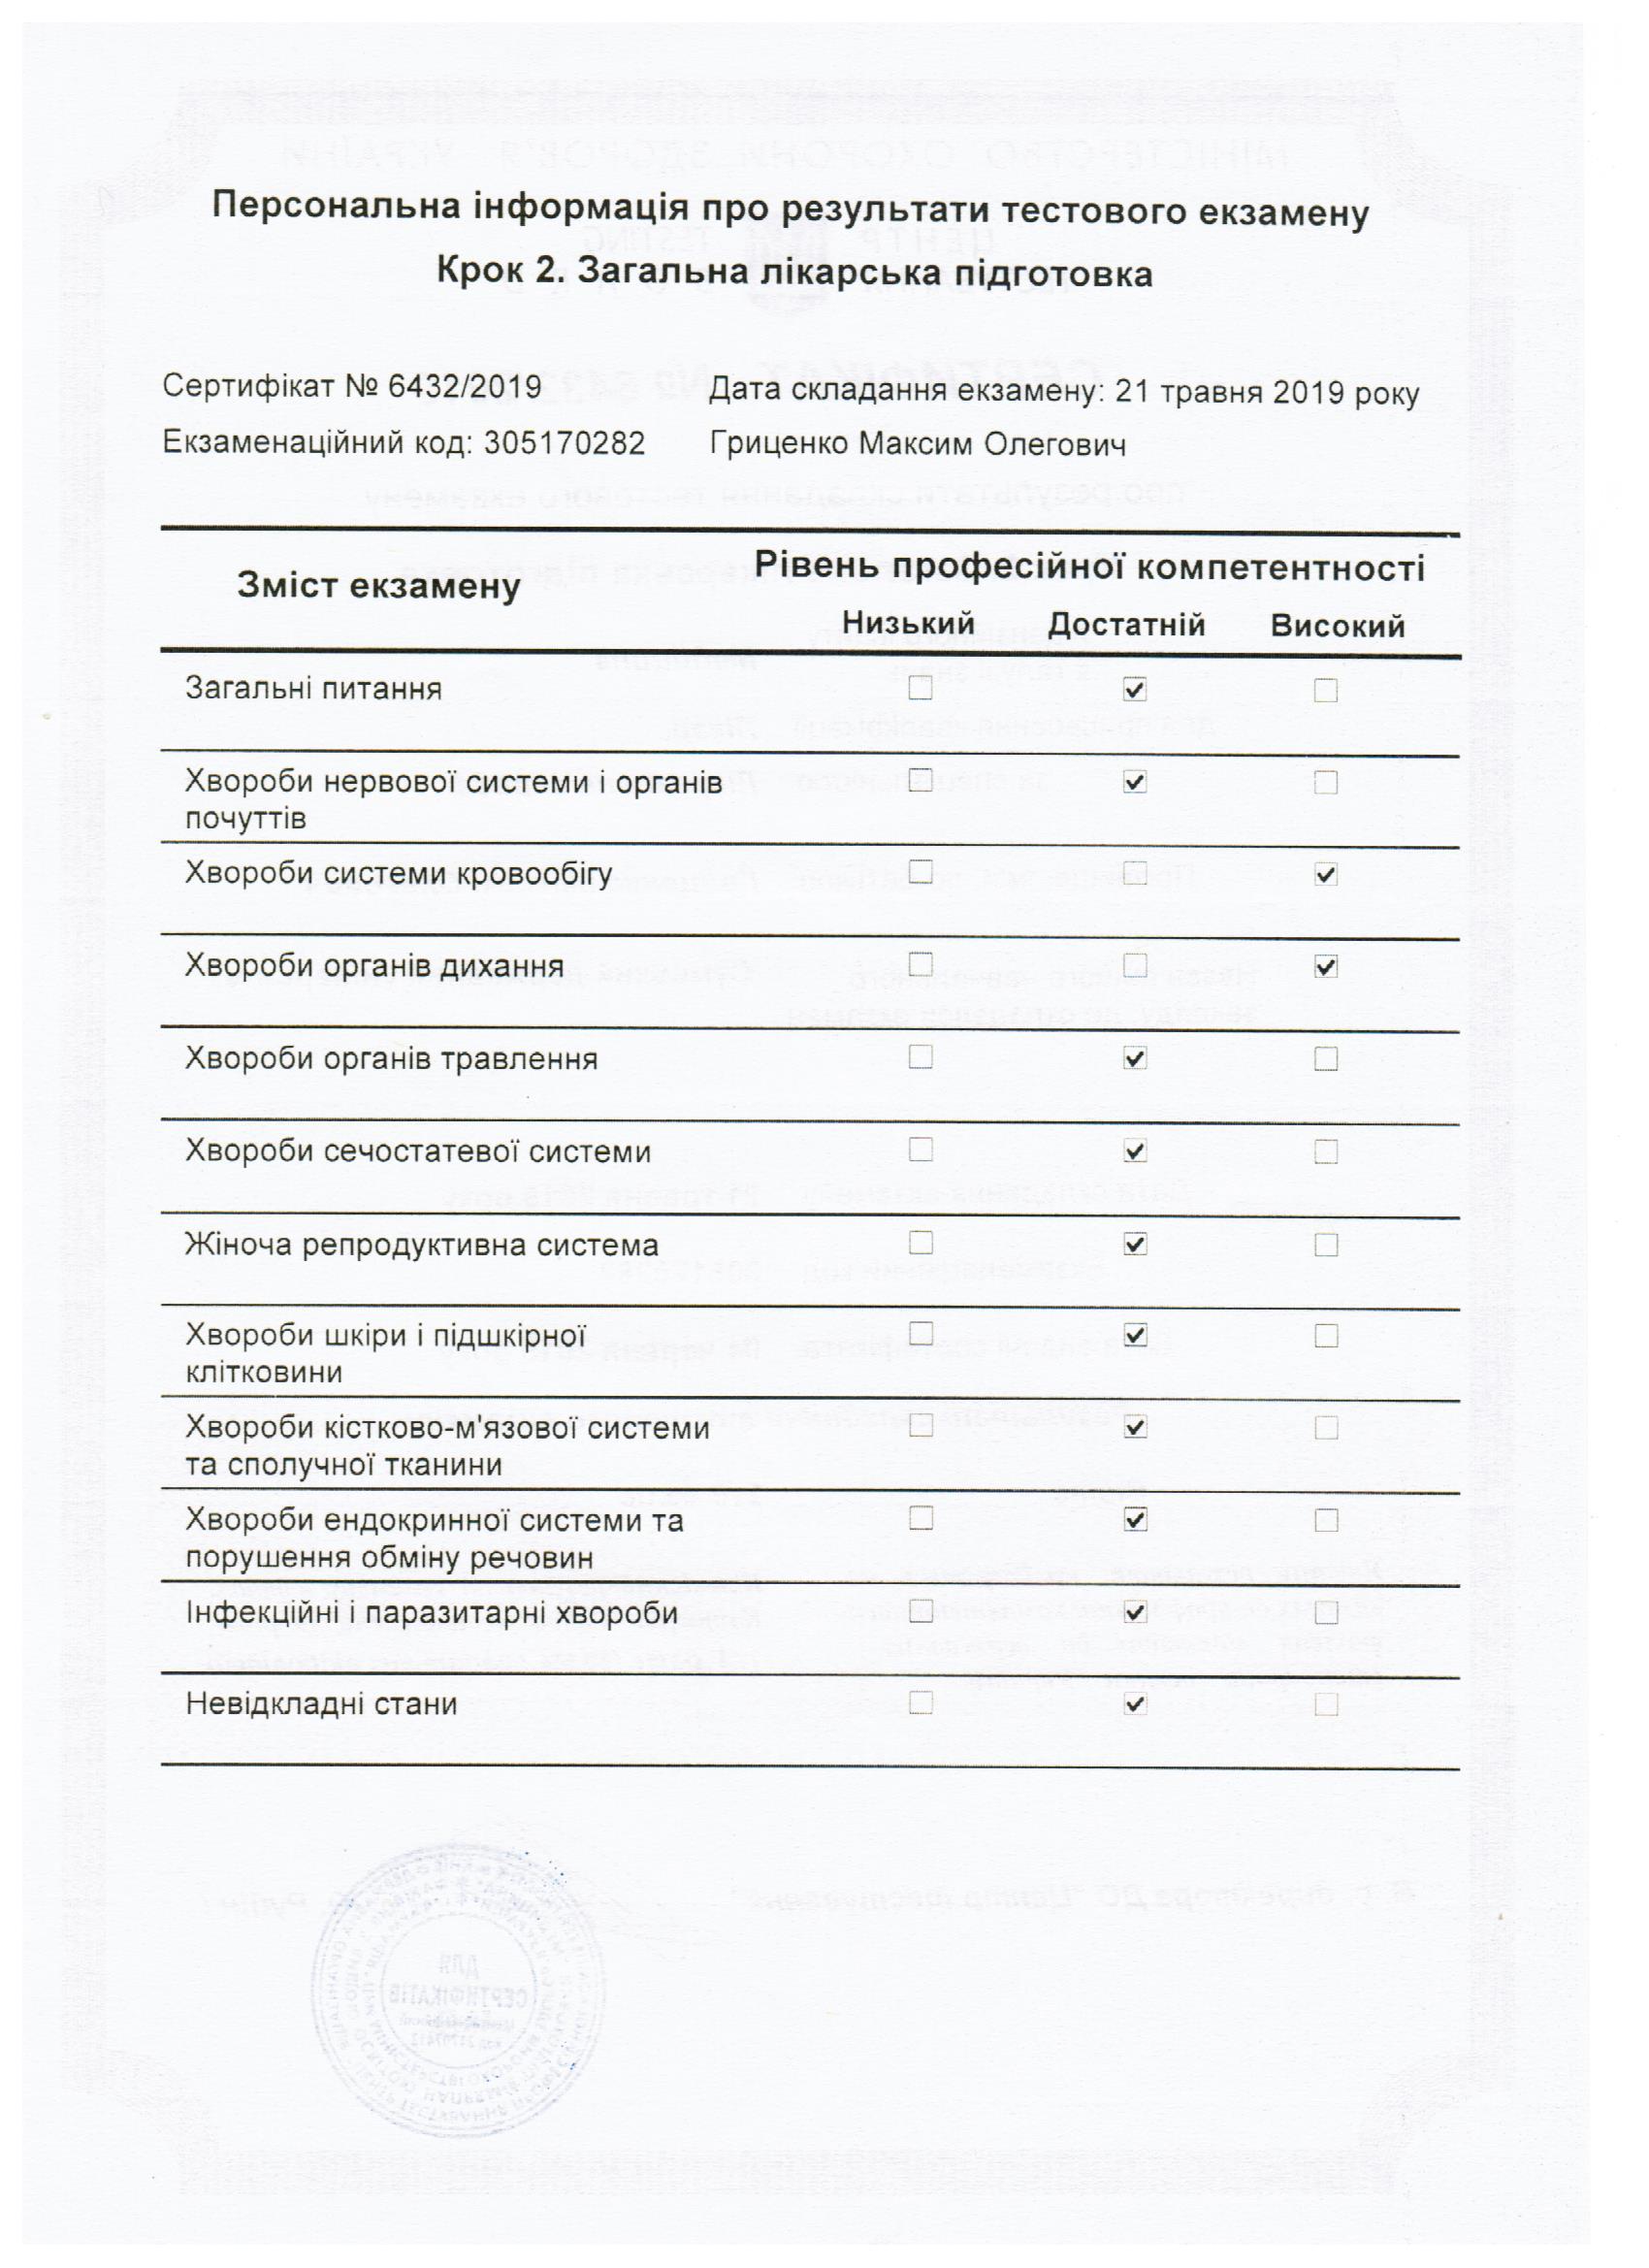 Персональна інформація про результати тестового екзамену
Крок 2. Загальна лікарська підготовка
Сертифікат № 6432/2019
Дата складання екзамену: 21 травня 2019 року
Екзаменаційний код: 305170282
Гриценко Максим Олегович
Зміст екзамену
Рівень професійної компетентності
Низький Достатній Високий
Загальні питання
Хвороби нервової системи і органів
почуттів
Хвороби системи кровообігу
Хвороби органів дихання
Хвороби органів травлення
Хвороби сечостатевої системи
Жіноча репродуктивна система
Хвороби шкіри і підшкірної
клітковини
Хвороби кістково-м'язової системи
та сполучної тканини
Хвороби ендокринної системи та
порушення обміну речовин
Інфекційні і паразитарні хвороби
Невідкладні стани
ДЛЯ
СЕРТИФІКАТІВ